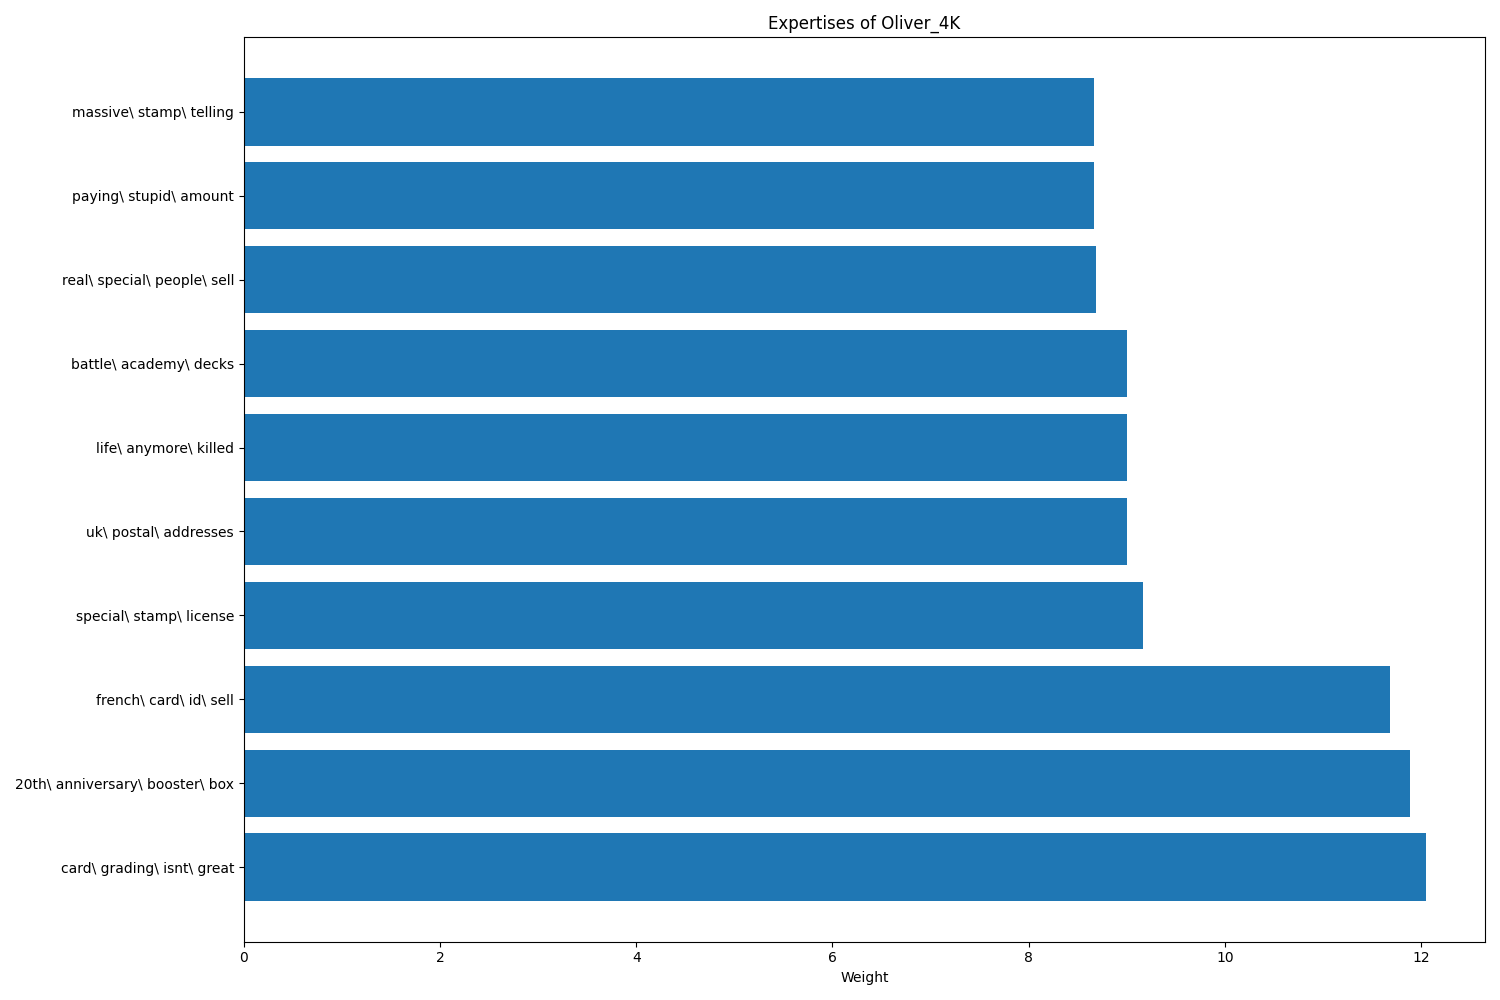 Expertises of Oliver_4K
massive\ stamp\ telling
paying\ stupid\ amount
real\ special\ people\ sell
battle\ academy\ decks
life\ anymore\ killed
uk\ postal\ addresses
special\ stamp\ license
french\ card\ id\ sell
20th\ anniversary\ booster\ box
card\ grading\ isnt\ great
0 2 4 6 8 10 12
Weight